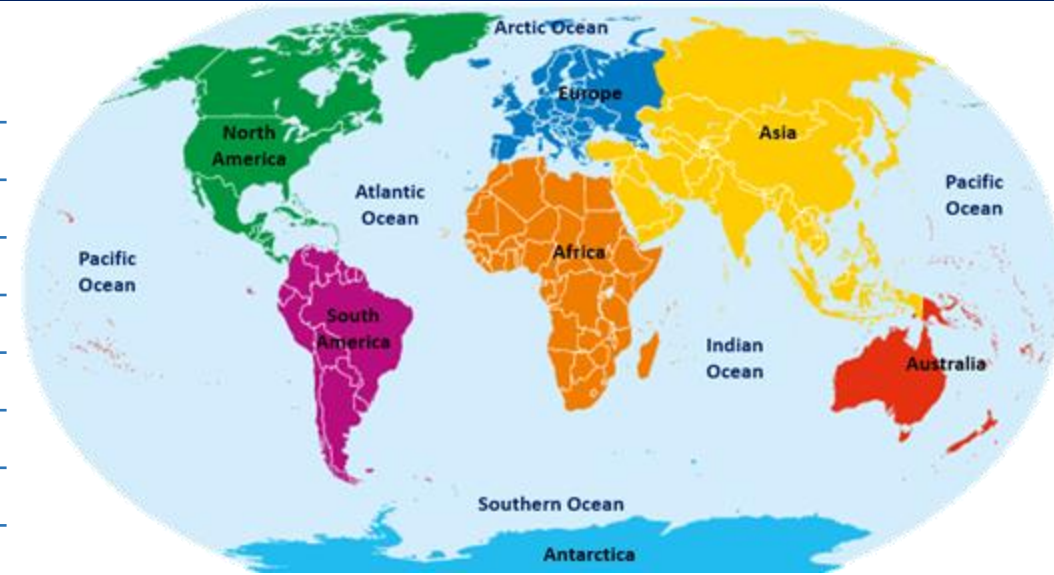 Arctic Ocean
Europe
North
America
Asia
Atlantic
Ocean
Pacific
Ocean
Africa
Pacific
Ocean
South
America
Indian
Ocean
Australia
Southern Ocean
Antarctica